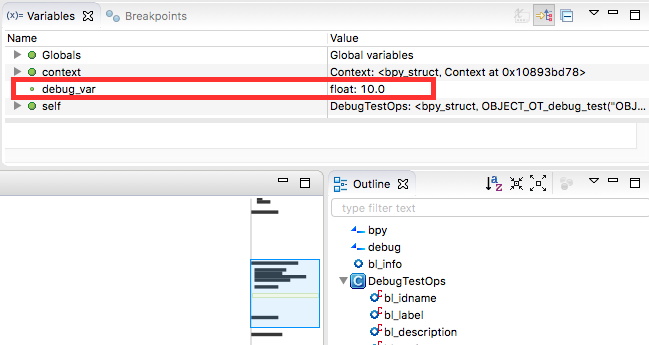 (x)= Variables Breakpoints
Name Value
Globals Global variables
context Context: <bpy_struct, Context at 0x10893bd78>
debug_var float: 10.0
self DebugTestOps: <bpy_struct, OBJECT_OT_debug_test("OBJ...
Outline
type filter text
bpy
debug
bl_info
DebugTestOps
bl_idname
bl_label
bl_description